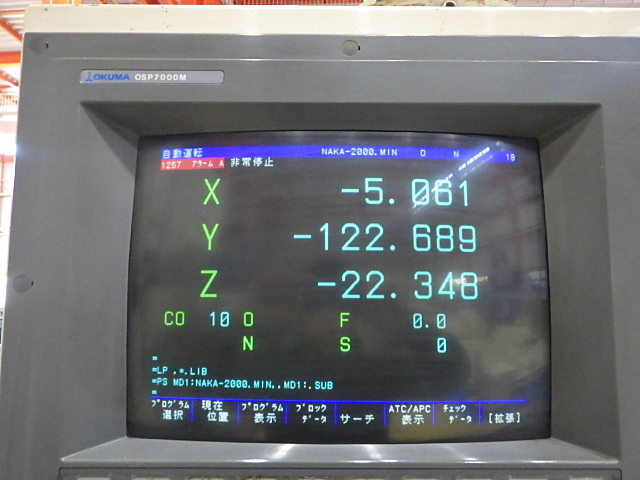 OKUMA OSP7000M
自動運転 NAKA-2000.MIN O N 18
1257 アラーム A 非常停止
X -5.061
Y -122.689
Z -22.348
CO 10 O F 0.0
N S 0
=
=LP ,*.LIB
=PS MD1:NAKA-2000.MIN,,MD1:.SUB
=
プログラム 現在 プログラム ブロック サーチ ATC/APC チェック [拡張]
選択 位置 表示 データ 表示 データ